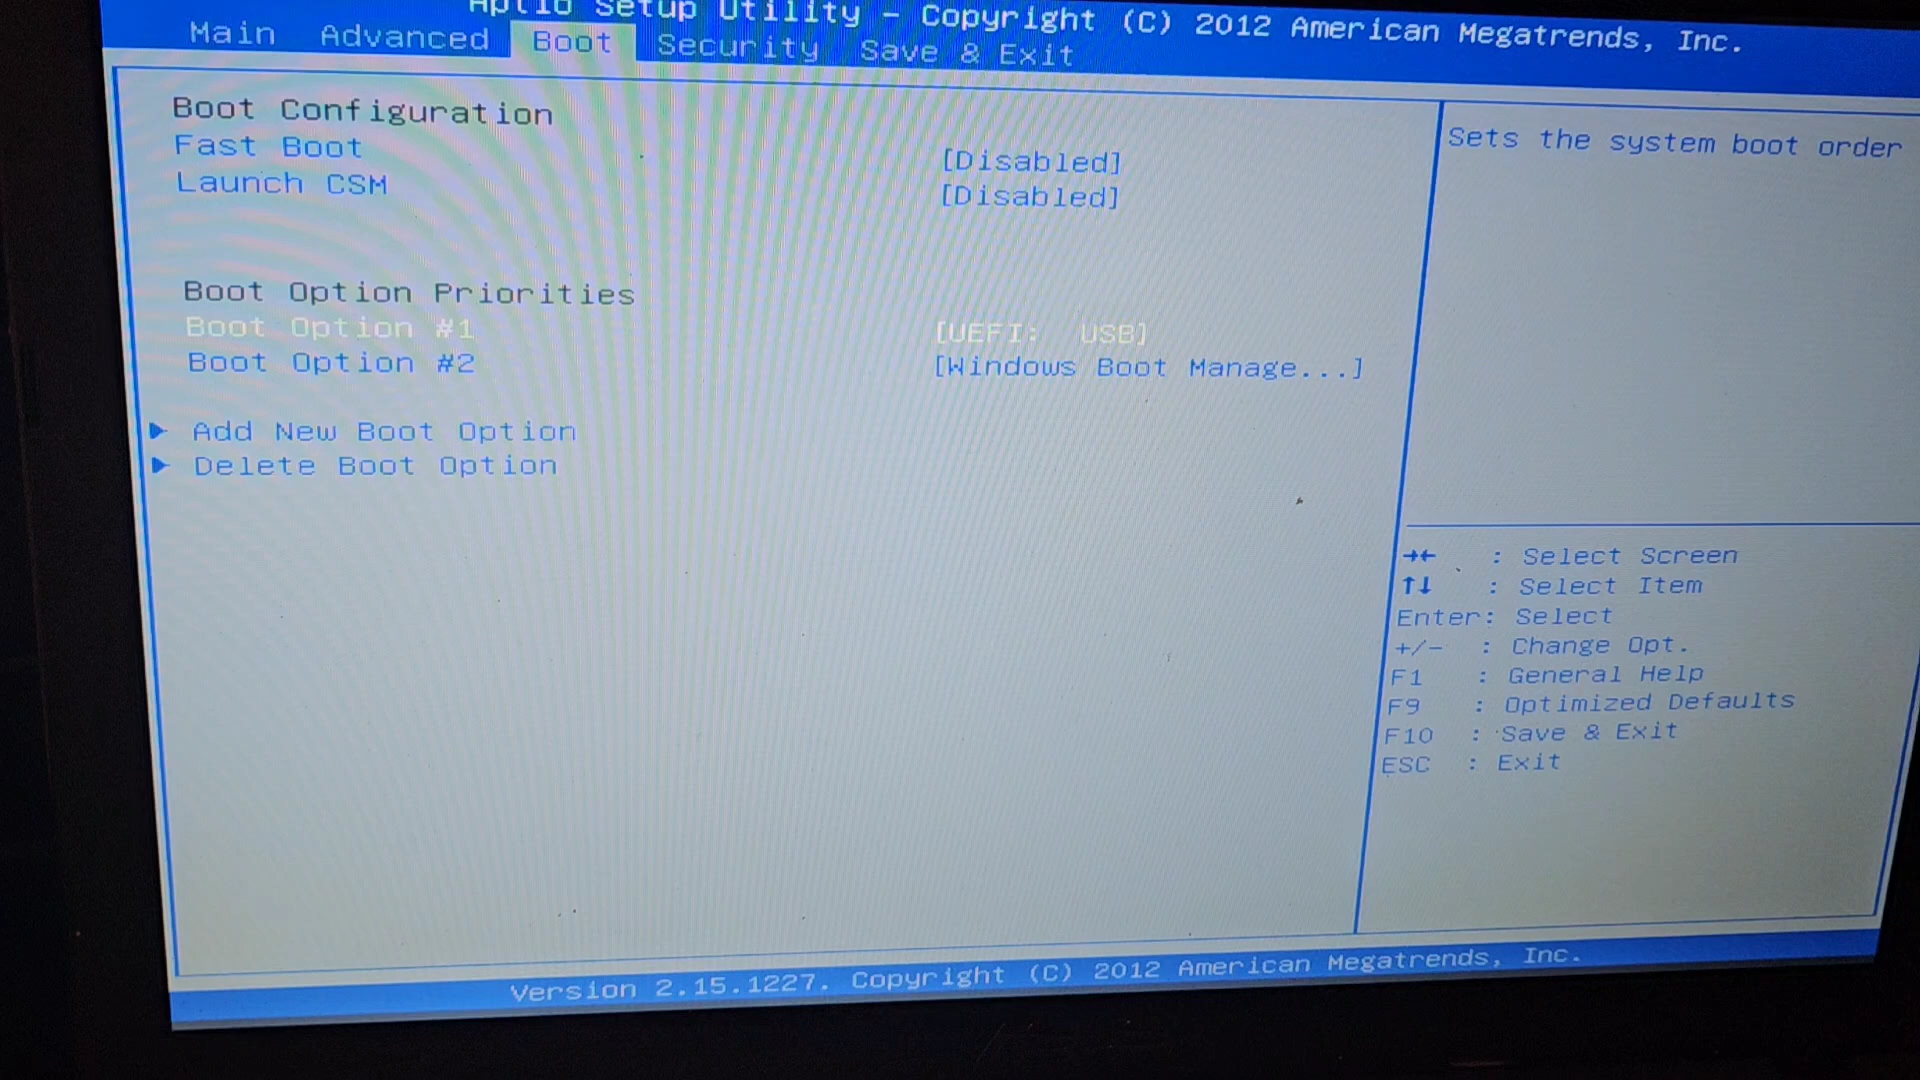 Aptio Setup Utility - Copyright (C) 2012 American Megatrends, Inc.
Main Advanced Boot Security Save & Exit
Boot Configuration
Fast Boot [Disabled]
Launch CSM [Disabled]
Boot Option Priorities
Boot Option #1 [UEFI: USB]
Boot Option #2 [Windows Boot Manage...]
Add New Boot Option
Delete Boot Option
Sets the system boot order
→← : Select Screen
↑↓ : Select Item
Enter: Select
+/- : Change Opt.
F1 : General Help
F9 : Optimized Defaults
F10 : Save & Exit
ESC : Exit
Version 2.15.1227. Copyright (C) 2012 American Megatrends, Inc.